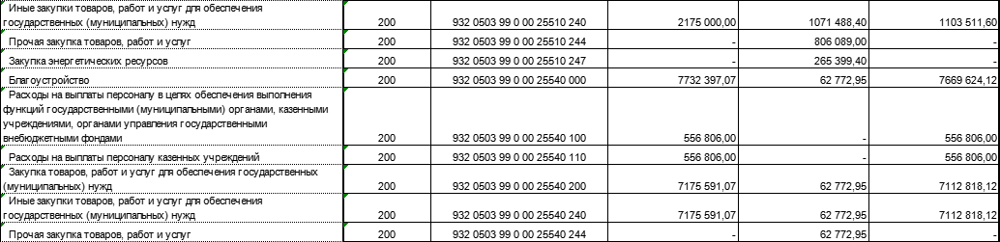 Иные закупки товаров, работ и услуг для обеспечения
государственных (муниципальных) нужд 200 932 0503 99 0 00 25510 240 2175 000,00 1071 488,40 1103 511,60
Прочая закупка товаров, работ и услуг 200 932 0503 99 0 00 25510 244 - 806 089,00 -
Закупка энергетических ресурсов 200 932 0503 99 0 00 25510 247 - 265 399,40 -
Благоустройство 200 932 0503 99 0 00 25540 000 7732 397,07 62 772,95 7669 624,12
Расходы на выплаты персоналу в целях обеспечения выполнения
функций государственными (муниципальными) органами, казенными
учреждениями, органами управления государственными
внебюджетными фондами 200 932 0503 99 0 00 25540 100 556 806,00 - 556 806,00
Расходы на выплаты персоналу казенных учреждений 200 932 0503 99 0 00 25540 110 556 806,00 - 556 806,00
Закупка товаров, работ и услуг для обеспечения государственных
(муниципальных) нужд 200 932 0503 99 0 00 25540 200 7175 591,07 62 772,95 7112 818,12
Иные закупки товаров, работ и услуг для обеспечения
государственных (муниципальных) нужд 200 932 0503 99 0 00 25540 240 7175 591,07 62 772,95 7112 818,12
Прочая закупка товаров, работ и услуг 200 932 0503 99 0 00 25540 244 - 62 772,95 -